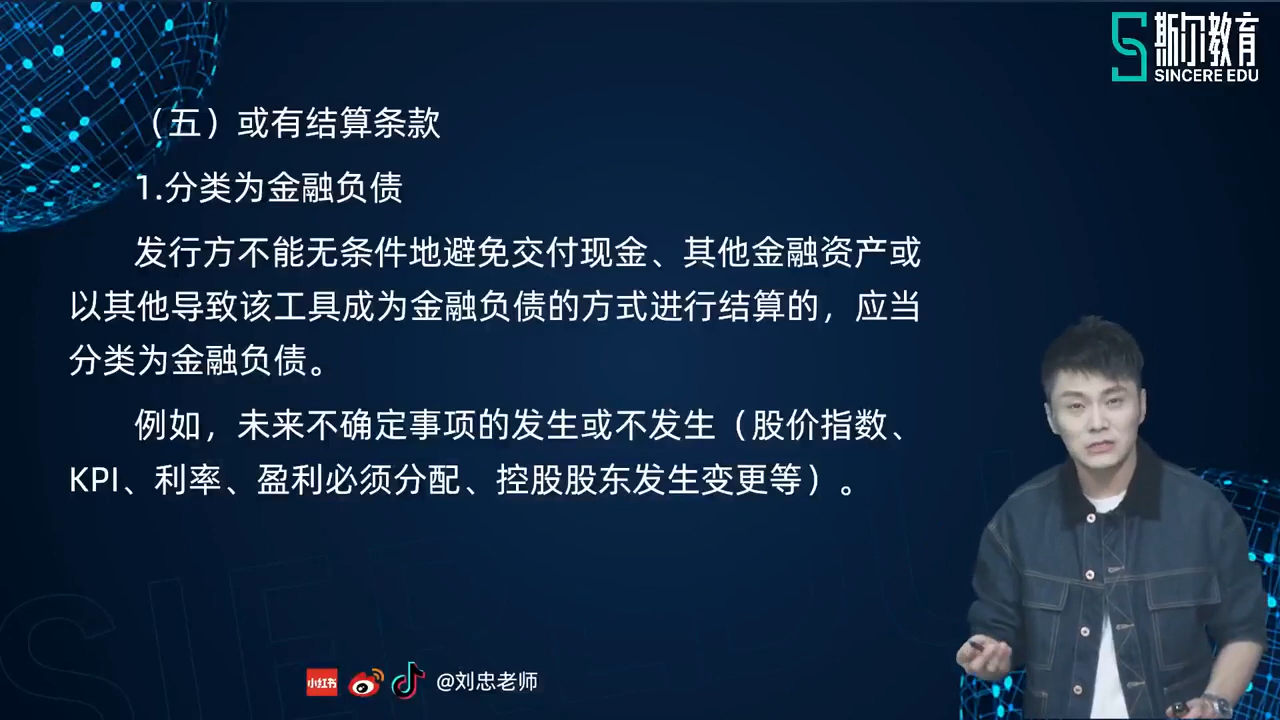 斯尔教育
SINCERE EDU
（五）或有结算条款
1.分类为金融负债
发行方不能无条件地避免交付现金、其他金融资产或
以其他导致该工具成为金融负债的方式进行结算的，应当
分类为金融负债。
例如，未来不确定事项的发生或不发生（股价指数、
KPI、利率、盈利必须分配、控股股东发生变更等）。
小红书
@刘忠老师